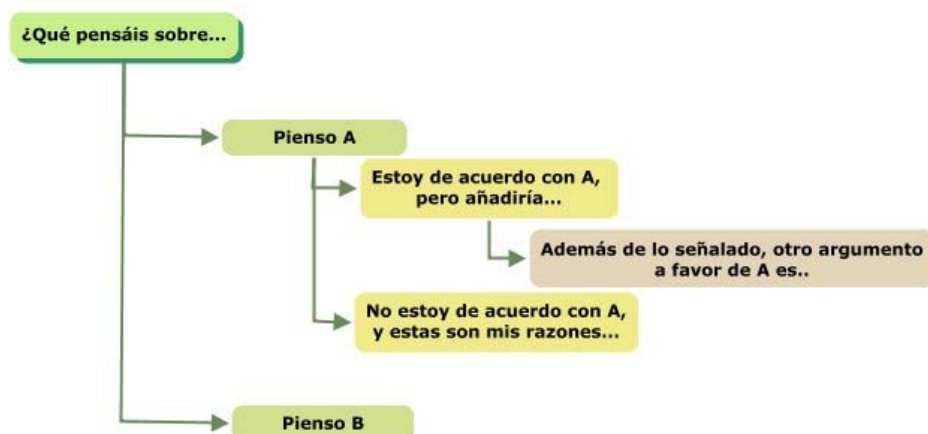 ¿Qué pensáis sobre...
Pienso A
Estoy de acuerdo con A,
pero añadiría...
Además de lo señalado, otro argumento
a favor de A es..
No estoy de acuerdo con A,
y estas son mis razones...
Pienso B